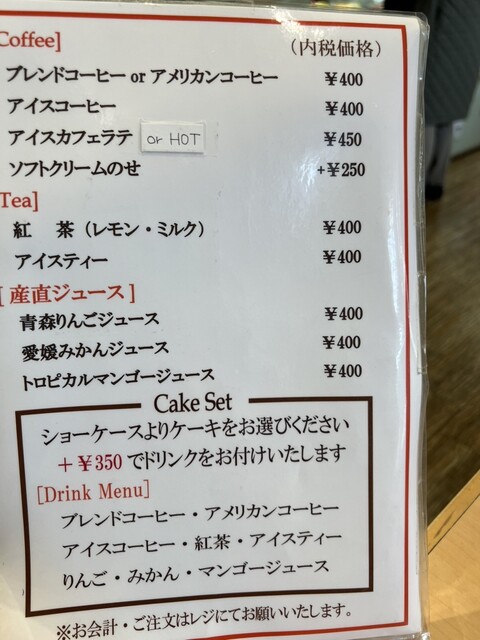 Coffee]
（内税価格）
ブレンドコーヒー or アメリカンコーヒー ￥400
アイスコーヒー ￥400
アイスカフェラテ or HOT ￥450
ソフトクリームのせ +￥250
Tea]
紅 茶（レモン・ミルク） ￥400
アイスティー ￥400
[ 産直ジュース ]
青森りんごジュース ￥400
愛媛みかんジュース ￥400
トロピカルマンゴージュース ￥400
Cake Set
ショーケースよりケーキをお選びください
＋￥350 でドリンクをお付けいたします
[Drink Menu]
ブレンドコーヒー・アメリカンコーヒー
アイスコーヒー・紅茶・アイスティー
りんご・みかん・マンゴージュース
※お会計・ご注文はレジにてお願いいたします。